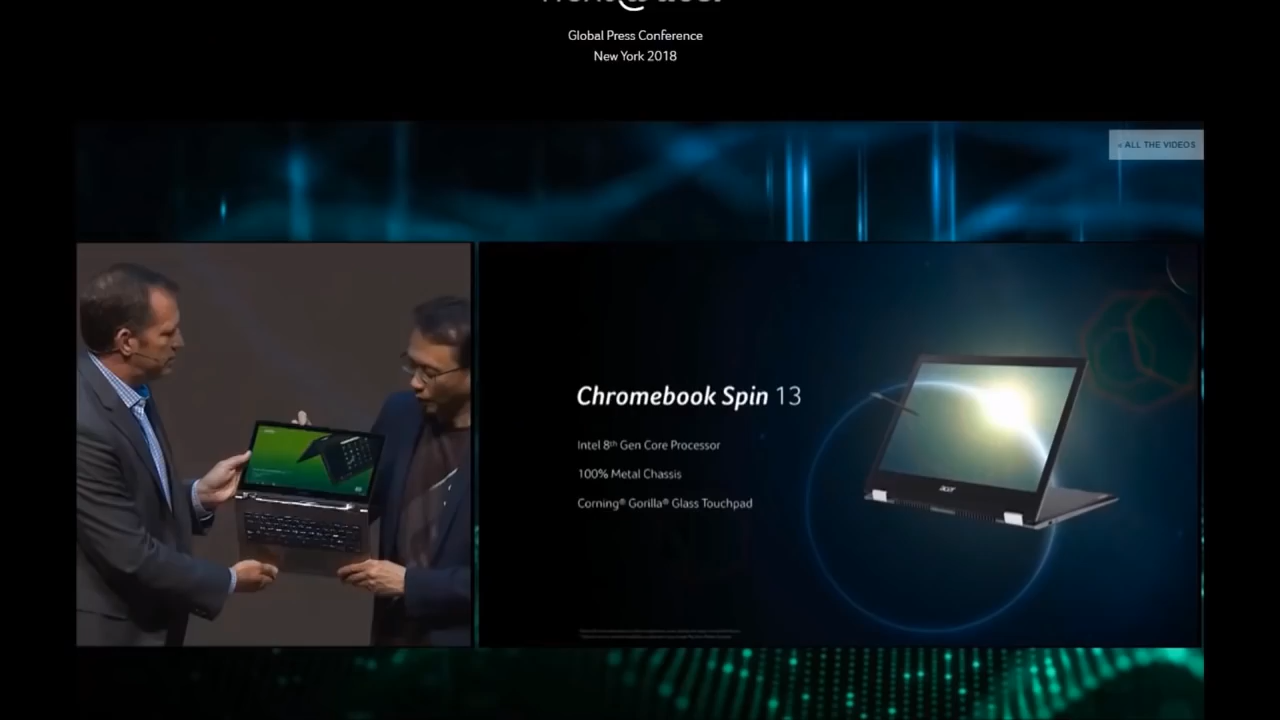 Global Press Conference
New York 2018
< ALL THE VIDEOS
Chromebook Spin 13
Intel 8th Gen Core Processor
100% Metal Chassis
Corning® Gorilla® Glass Touchpad
acer